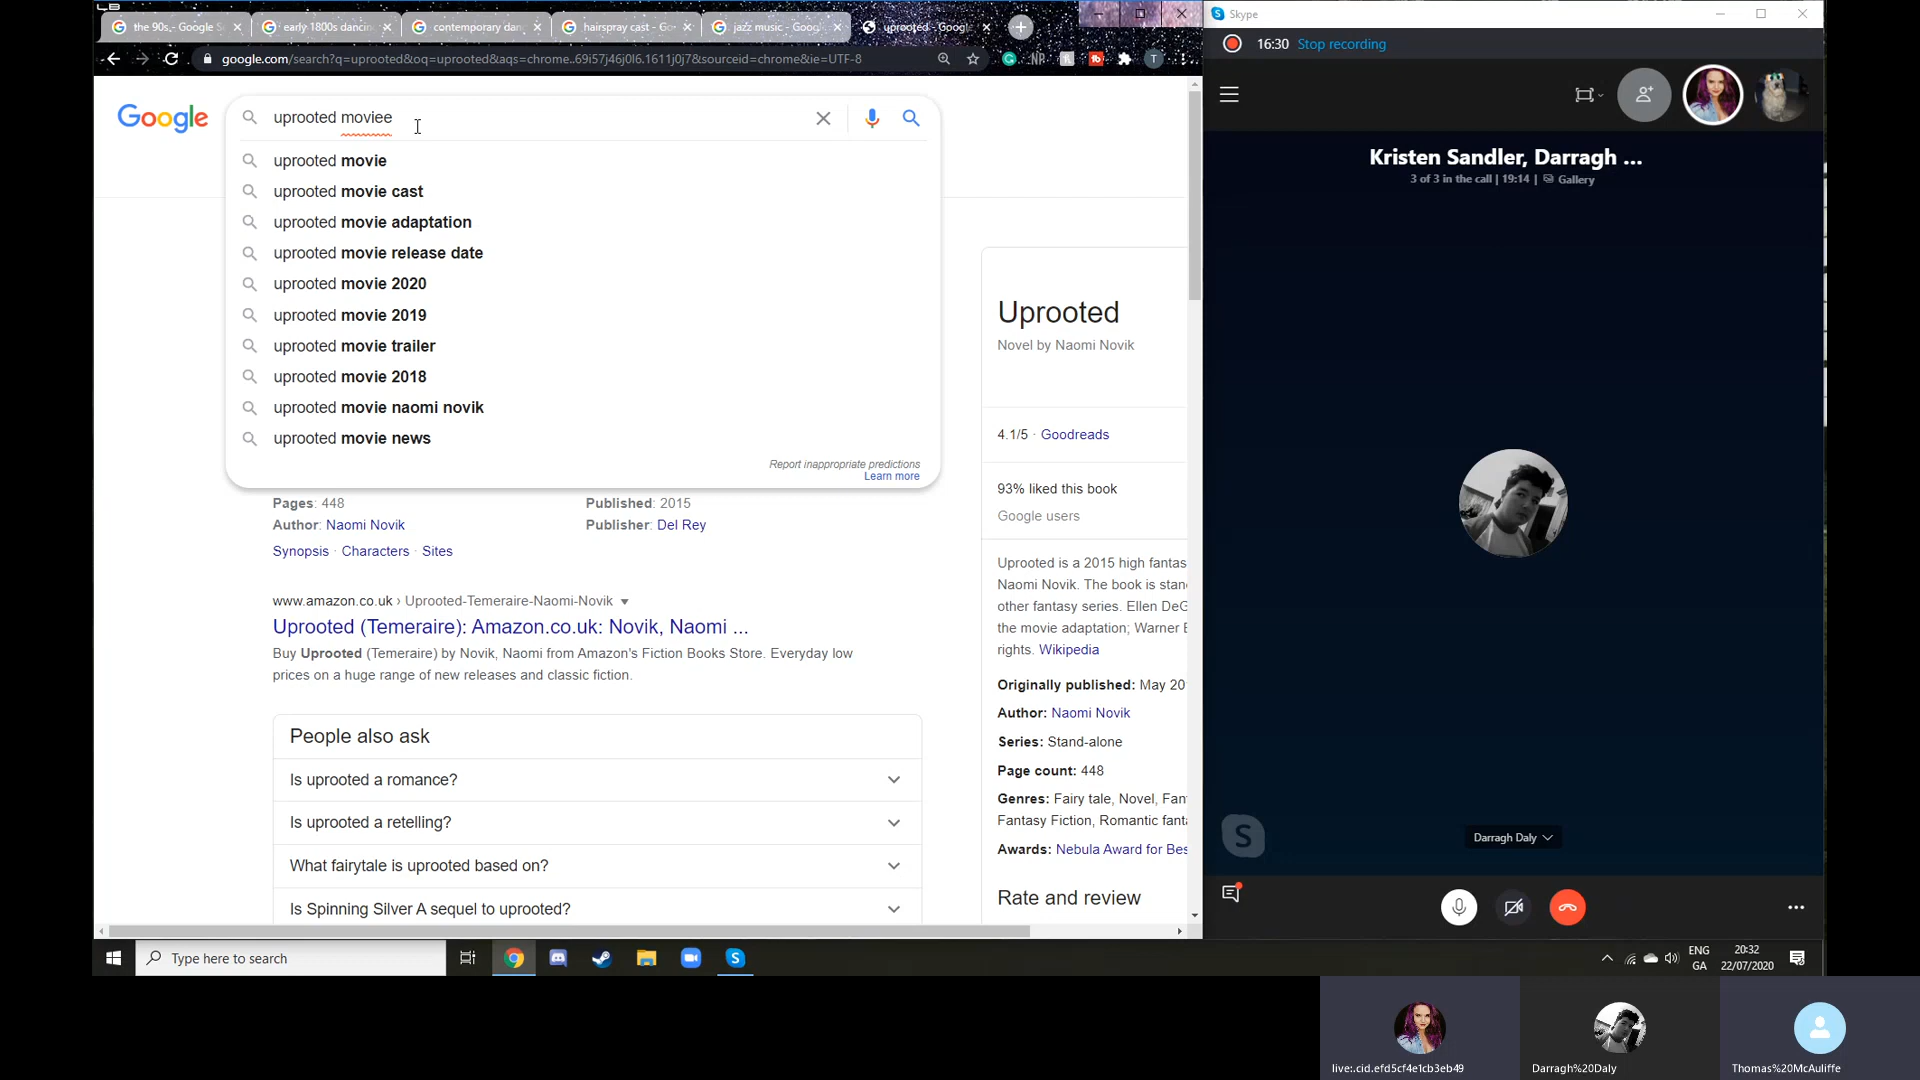 the 90s,- Google S
early 1800s dancin
contemporary dan
hairspray cast - Go
jazz music - Google
uprooted - Google
google.com/search?q=uprooted&oq=uprooted&aqs=chrome..69i57j46j0l6.1611j0j7&sourceid=chrome&ie=UTF-8
T
Google
uprooted moviee
uprooted movie
uprooted movie cast
uprooted movie adaptation
uprooted movie release date
uprooted movie 2020
uprooted movie 2019
uprooted movie trailer
uprooted movie 2018
uprooted movie naomi novik
uprooted movie news
Report inappropriate predictions
Learn more
Pages: 448
Published: 2015
Author: Naomi Novik
Publisher: Del Rey
Synopsis · Characters · Sites
www.amazon.co.uk › Uprooted-Temeraire-Naomi-Novik
Uprooted (Temeraire): Amazon.co.uk: Novik, Naomi ...
Buy Uprooted (Temeraire) by Novik, Naomi from Amazon's Fiction Books Store. Everyday low
prices on a huge range of new releases and classic fiction.
People also ask
Is uprooted a romance?
Is uprooted a retelling?
What fairytale is uprooted based on?
Is Spinning Silver A sequel to uprooted?
Uprooted
Novel by Naomi Novik
4.1/5 · Goodreads
93% liked this book
Google users
Uprooted is a 2015 high fantas
Naomi Novik. The book is stan
other fantasy series. Ellen DeG
the movie adaptation; Warner B
rights. Wikipedia
Originally published: May 20
Author: Naomi Novik
Series: Stand-alone
Page count: 448
Genres: Fairy tale, Novel, Fan
Fantasy Fiction, Romantic fanta
Awards: Nebula Award for Bes
Rate and review
Skype
16:30 Stop recording
Kristen Sandler, Darragh ...
3 of 3 in the call | 19:14 | Gallery
S
Darragh Daly
Type here to search
ENG
GA
20:32
22/07/2020
live:.cid.efd5cf4e1cb3eb49
Darragh%20Daly
Thomas%20McAuliffe